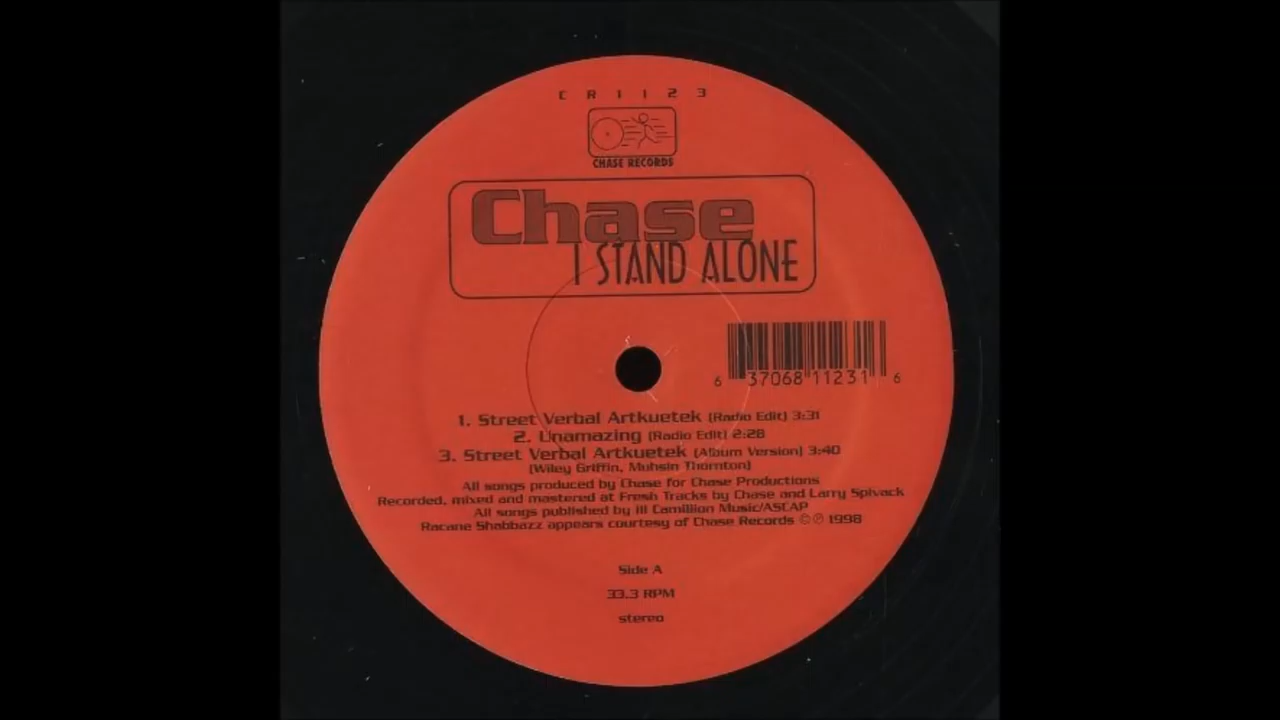 CR1123
CHASE RECORDS
Chase
I STAND ALONE
6 37068 11231 6
1. Street Verbal Artkuetek (Radio Edit) 3:31
2. Unamazing (Radio Edit) 2:28
3. Street Verbal Artkuetek (Album Version) 3:40
(Wiley Griffin, Muhsin Thornton)
All songs produced by Chase for Chase Productions
Recorded, mixed and mastered at Fresh Tracks by Chase and Larry Spivack
All songs published by Ill Camillion Music/ASCAP
Racane Shabbazz appears courtesy of Chase Records ©℗ 1998
Side A
33.3 RPM
stereo